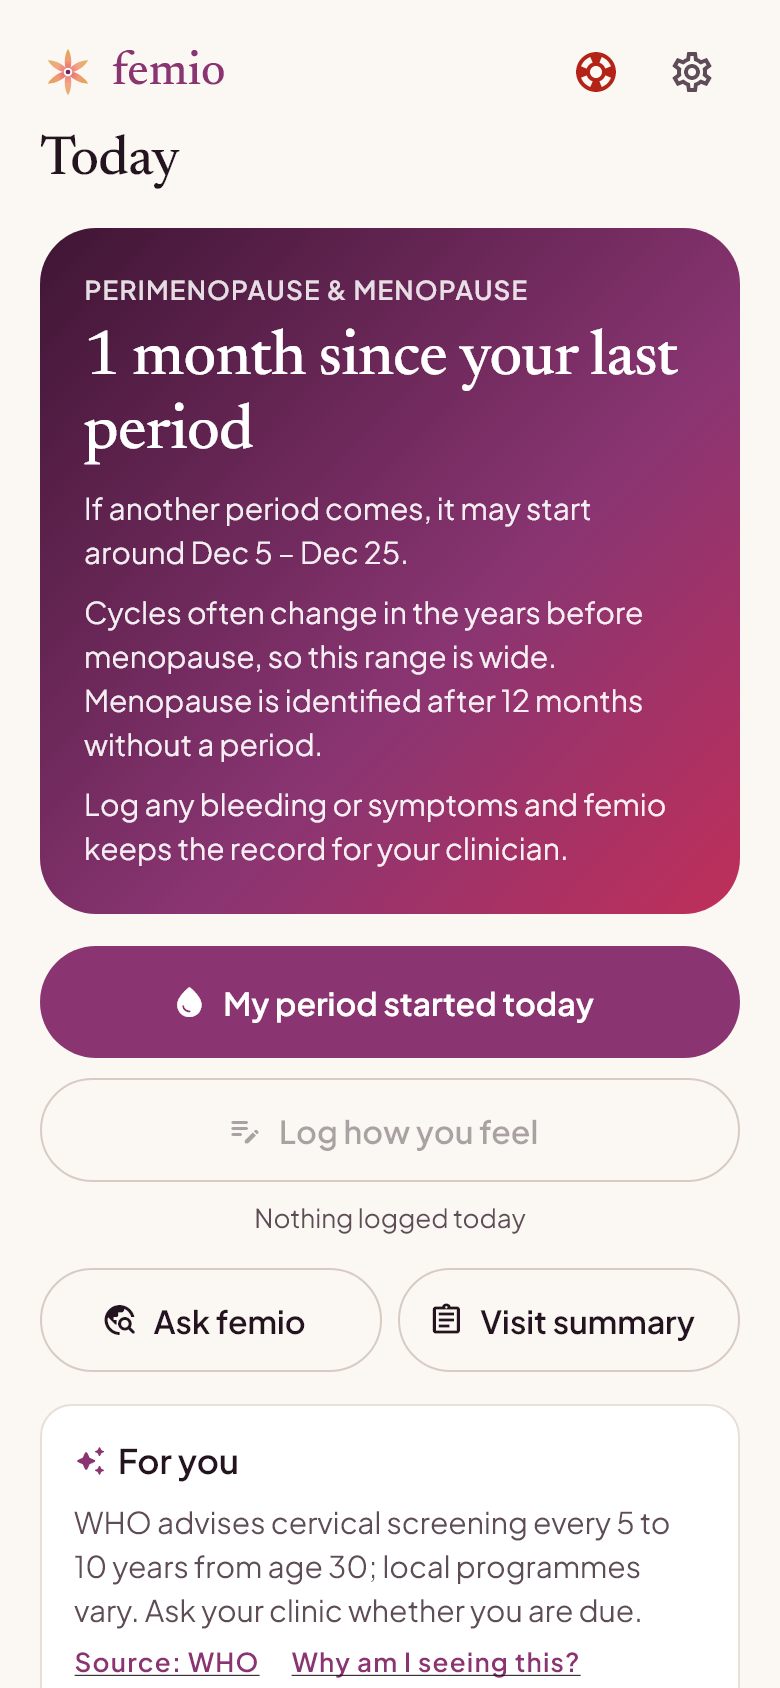 femio
Today
PERIMENOPAUSE & MENOPAUSE
1 month since your last
period
If another period comes, it may start
around Dec 5 – Dec 25.
Cycles often change in the years before
menopause, so this range is wide.
Menopause is identified after 12 months
without a period.
Log any bleeding or symptoms and femio
keeps the record for your clinician.
My period started today
Log how you feel
Nothing logged today
Ask femio
Visit summary
For you
WHO advises cervical screening every 5 to
10 years from age 30; local programmes
vary. Ask your clinic whether you are due.
Source: WHO Why am I seeing this?